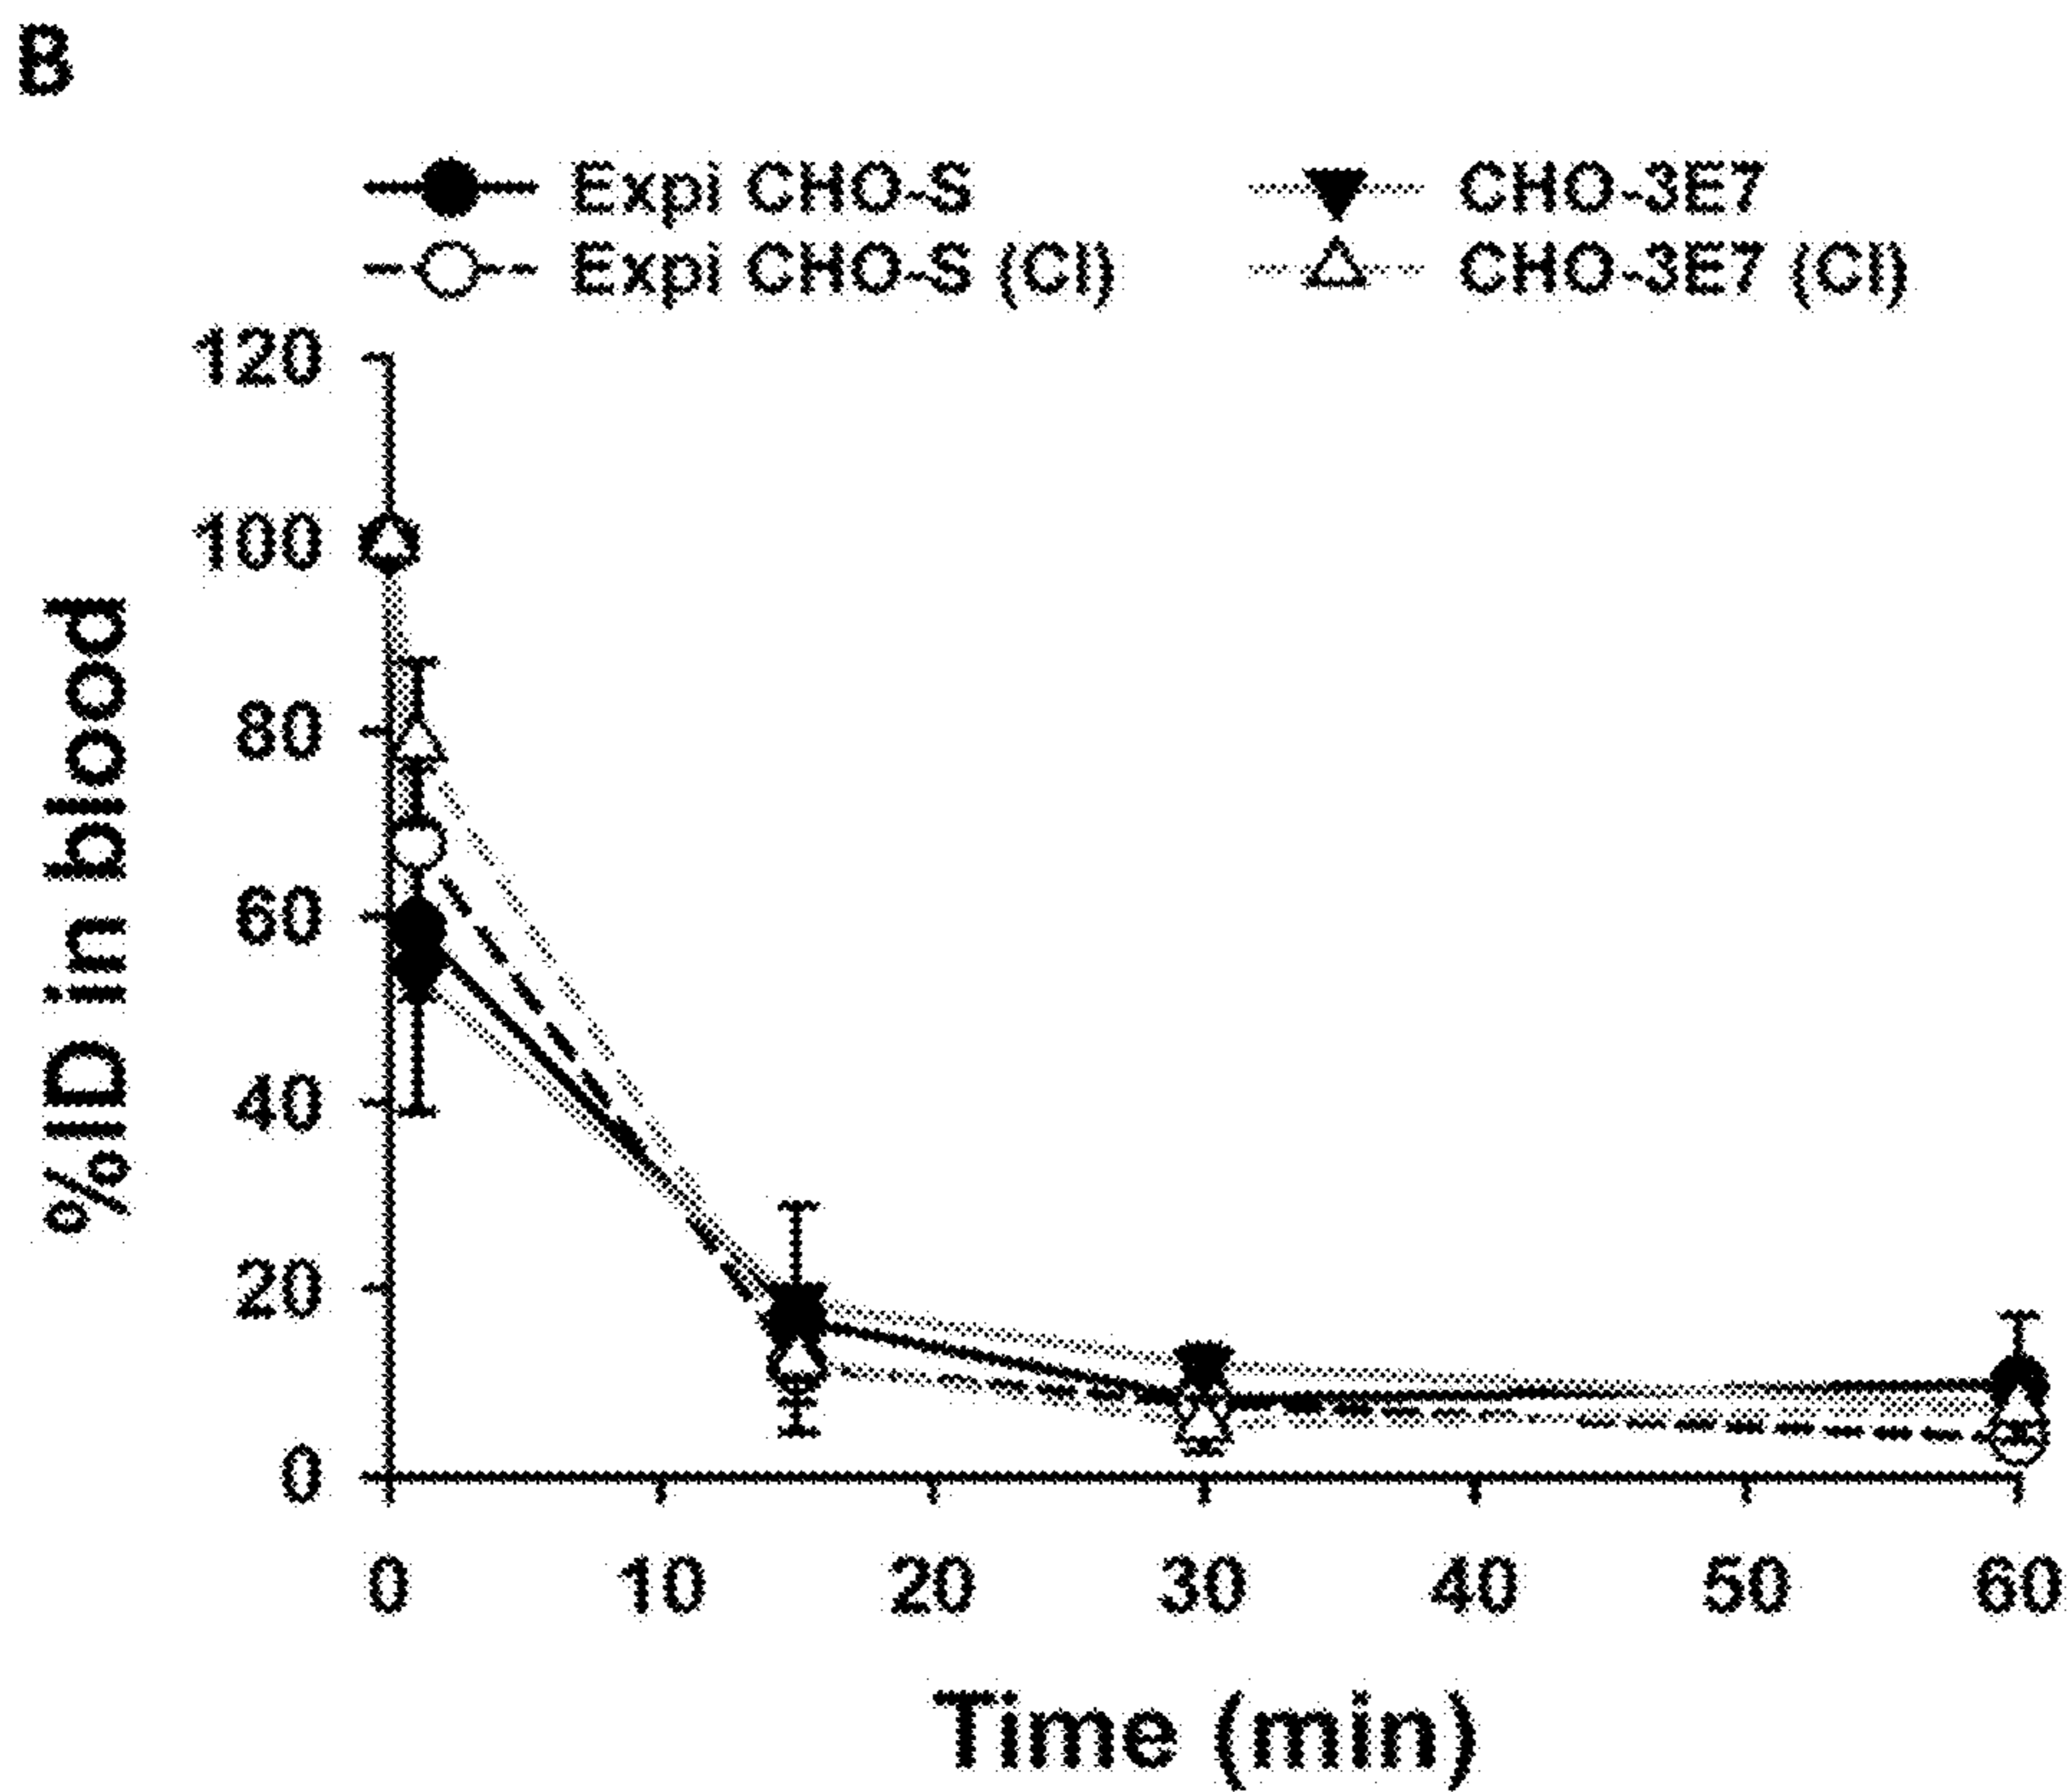 B
Expi CHO-S
CHO-3E7
Expi CHO-S (CI)
CHO-3E7 (CI)
120
100
80
60
40
20
0
%ID in blood
0 10 20 30 40 50 60
Time (min)